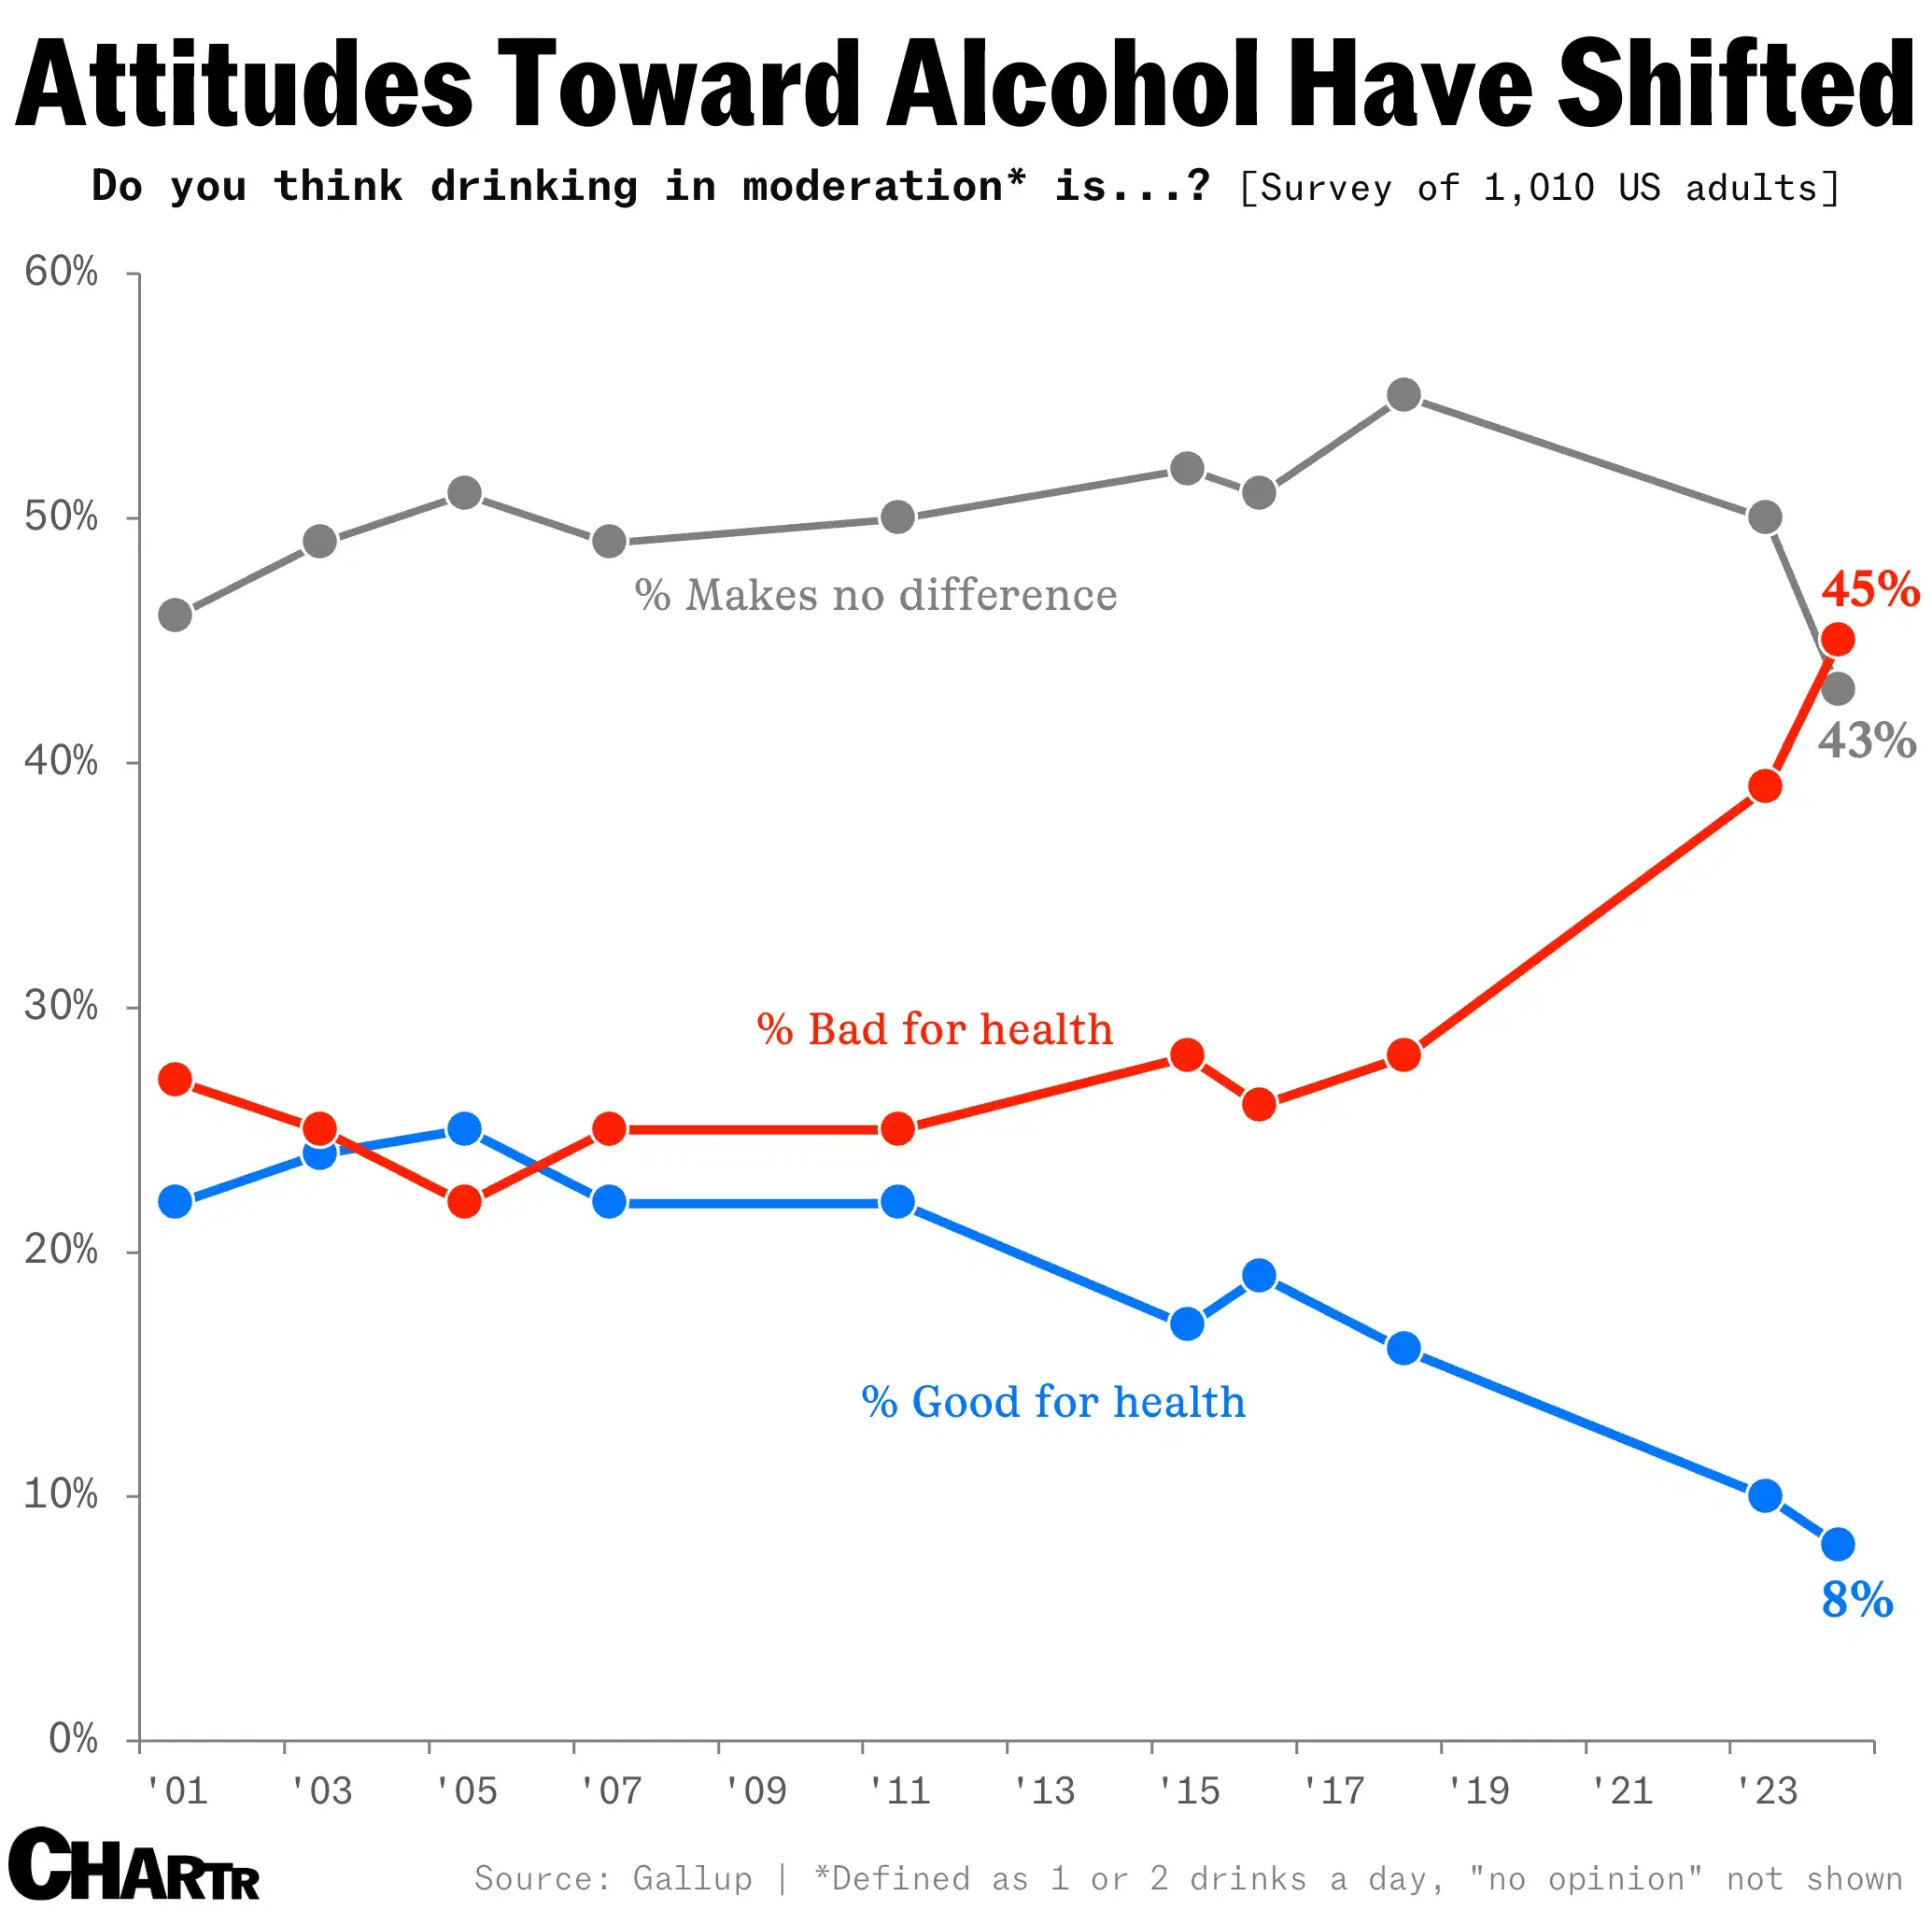 Attitudes Toward Alcohol Have Shifted
Do you think drinking in moderation* is...? [Survey of 1,010 US adults]
60%
50%
40%
30%
20%
10%
0%
% Makes no difference
45%
43%
% Bad for health
% Good for health
8%
'01 '03 '05 '07 '09 '11 '13 '15 '17 '19 '21 '23
CHARTR
Source: Gallup | *Defined as 1 or 2 drinks a day, "no opinion" not shown